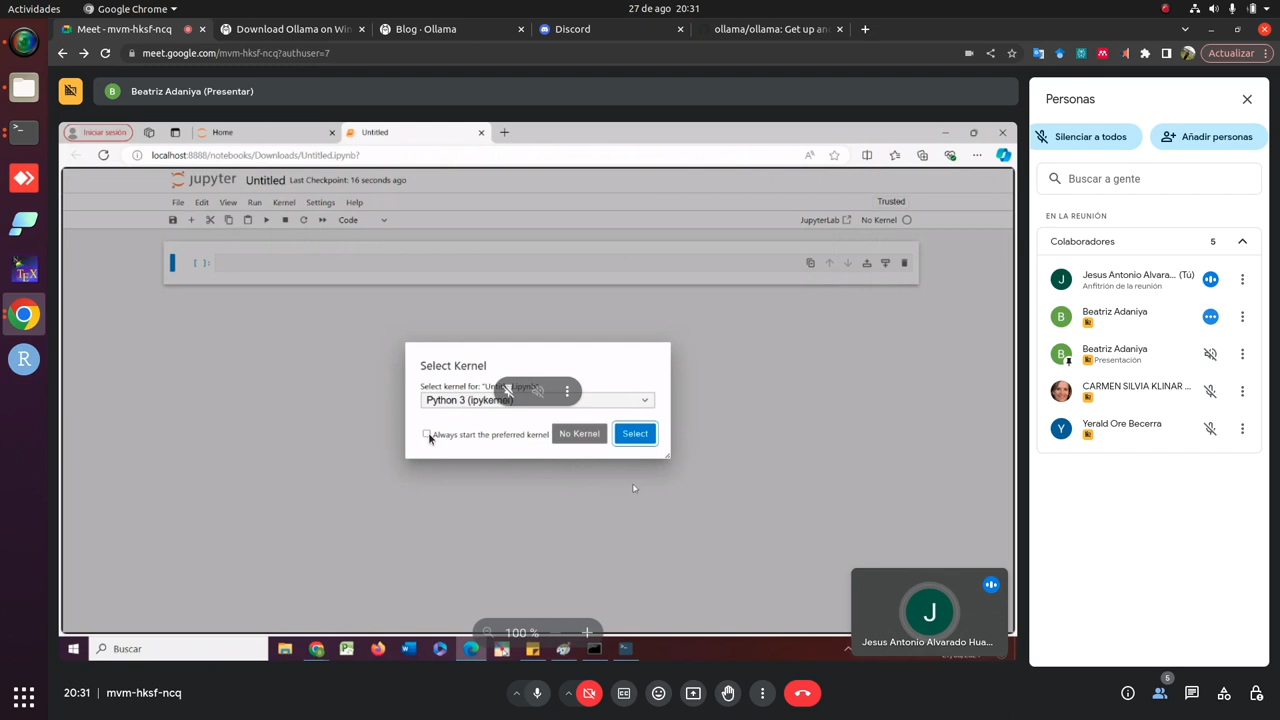 Actividades
Google Chrome
27 de ago 20:31
Meet - mvm-hksf-ncq
Download Ollama on Win
Blog · Ollama
Discord
ollama/ollama: Get up an
meet.google.com/mvm-hksf-ncq?authuser=7
Actualizar
B
Beatriz Adaniya (Presentar)
Iniciar sesión
Home
Untitled
localhost:8888/notebooks/Downloads/Untitled.ipynb?
jupyter Untitled Last Checkpoint: 16 seconds ago
File Edit View Run Kernel Settings Help
Trusted
Code
JupyterLab
No Kernel
[ ]:
Select Kernel
Select kernel for: "Untitled.ipynb"
Python 3 (ipykernel)
Always start the preferred kernel
No Kernel
Select
100 %
J
Jesus Antonio Alvarado Hua...
Buscar
Personas
Silenciar a todos
Añadir personas
Buscar a gente
EN LA REUNIÓN
Colaboradores
5
J
Jesus Antonio Alvara... (Tú)
Anfitrión de la reunión
B
Beatriz Adaniya
B
Beatriz Adaniya
Presentación
CARMEN SILVIA KLINAR ...
Y
Yerald Ore Becerra
20:31
mvm-hksf-ncq
5